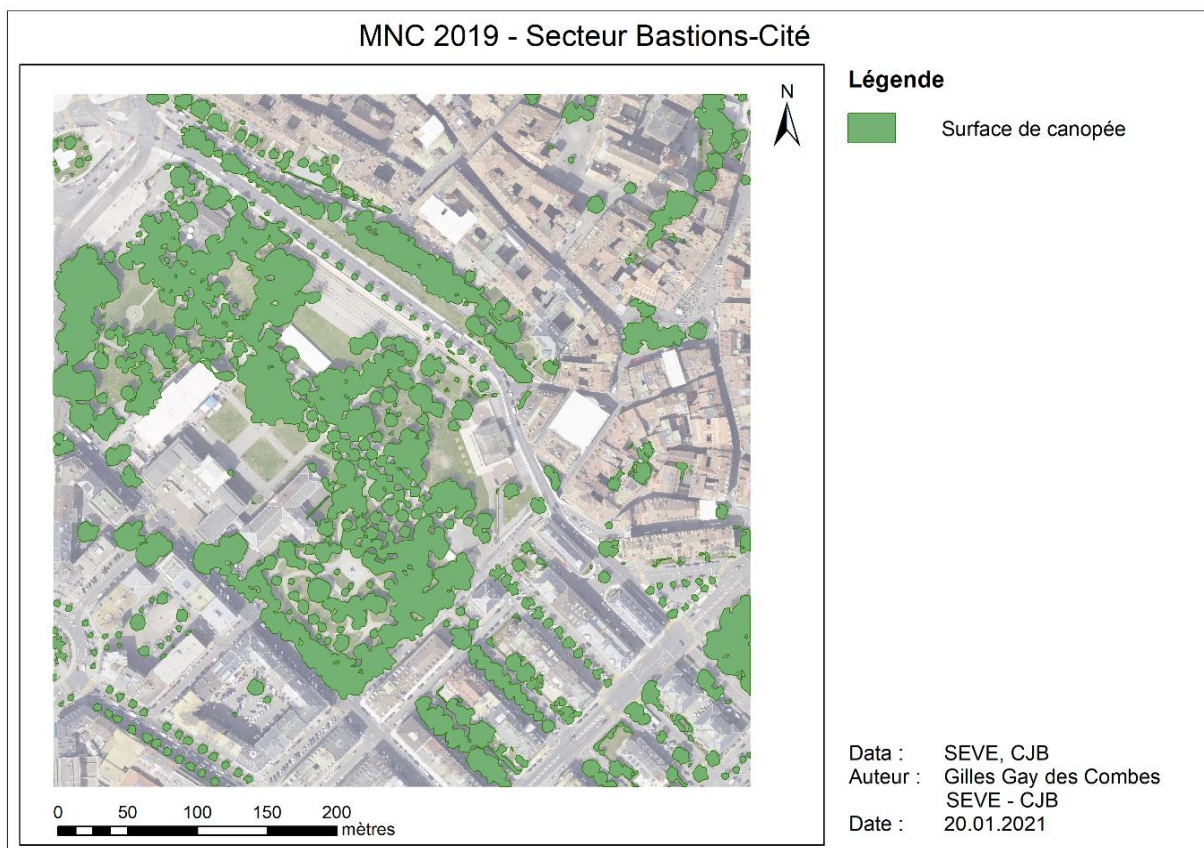 MNC 2019 - Secteur Bastions-Cité
N
Légende
Surface de canopée
0 50 100 150 200
mètres
Data : SEVE, CJB
Auteur : Gilles Gay des Combes
SEVE - CJB
Date : 20.01.2021